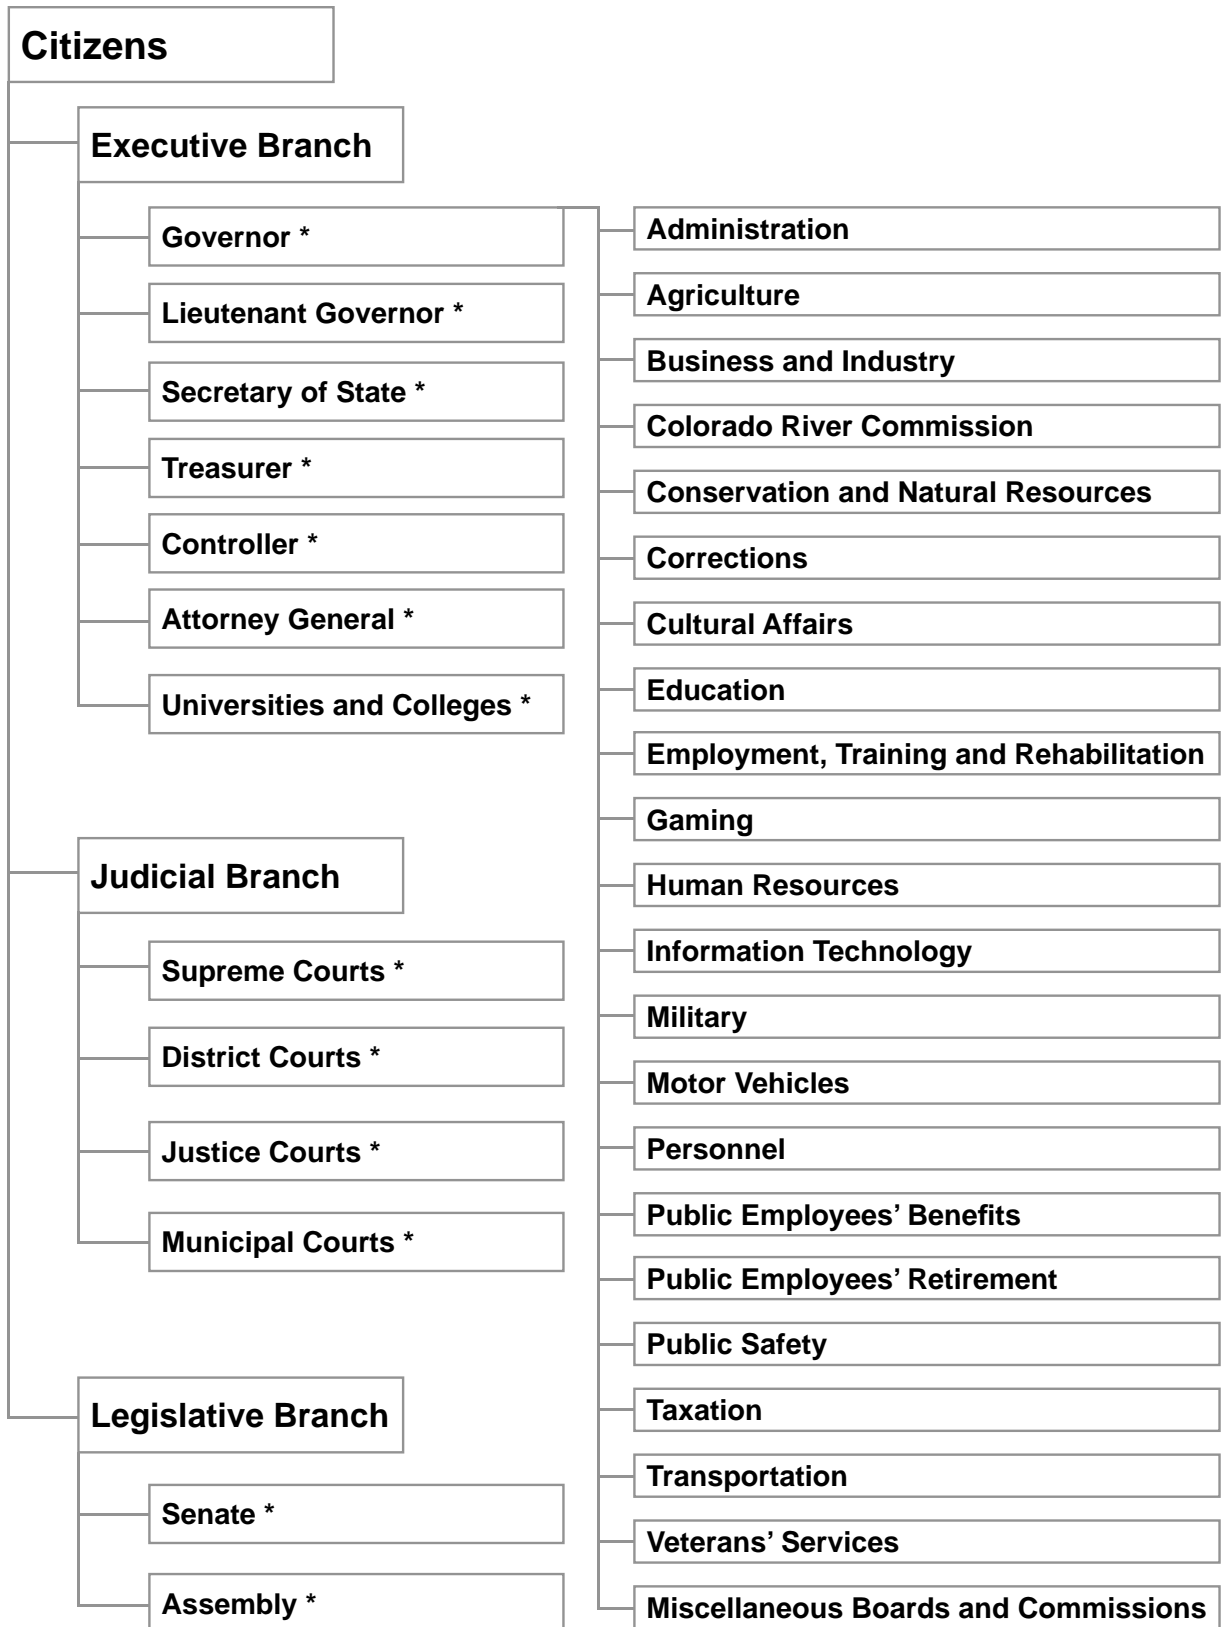 Citizens
Executive Branch
Governor *
Lieutenant Governor *
Secretary of State *
Treasurer *
Controller *
Attorney General *
Universities and Colleges *
Judicial Branch
Supreme Courts *
District Courts *
Justice Courts *
Municipal Courts *
Legislative Branch
Senate *
Assembly *
Administration
Agriculture
Business and Industry
Colorado River Commission
Conservation and Natural Resources
Corrections
Cultural Affairs
Education
Employment, Training and Rehabilitation
Gaming
Human Resources
Information Technology
Military
Motor Vehicles
Personnel
Public Employees’ Benefits
Public Employees’ Retirement
Public Safety
Taxation
Transportation
Veterans’ Services
Miscellaneous Boards and Commissions